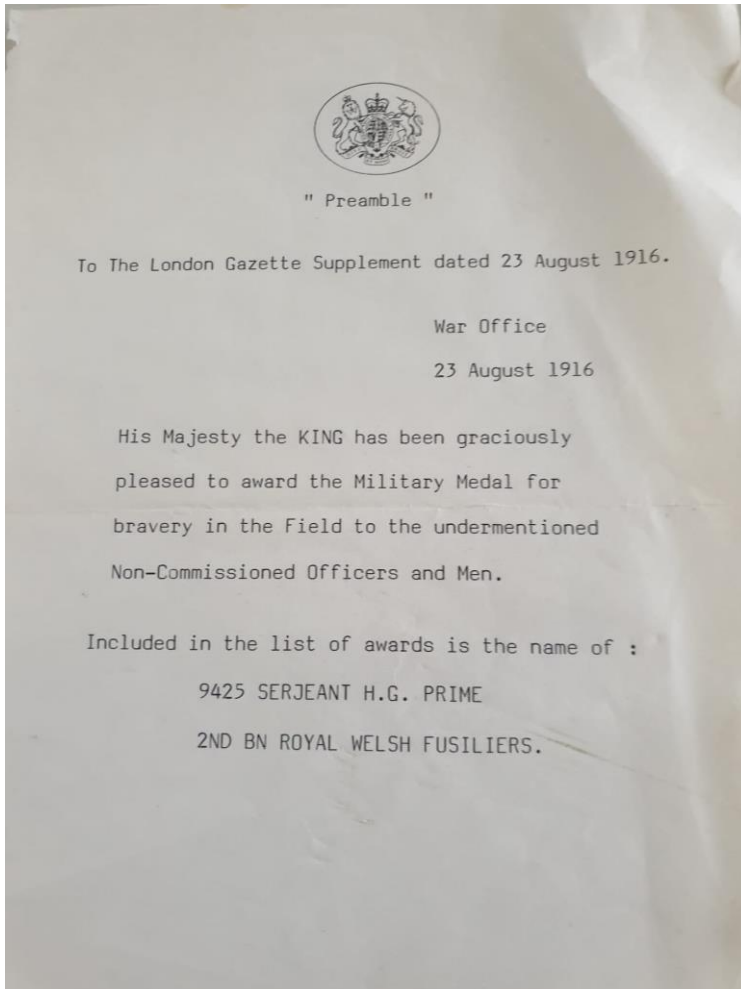 " Preamble "
To The London Gazette Supplement dated 23 August 1916.
War Office
23 August 1916
His Majesty the KING has been graciously
pleased to award the Military Medal for
bravery in the Field to the undermentioned
Non-Commissioned Officers and Men.
Included in the list of awards is the name of :
9425 SERJEANT H.G. PRIME
2ND BN ROYAL WELSH FUSILIERS.